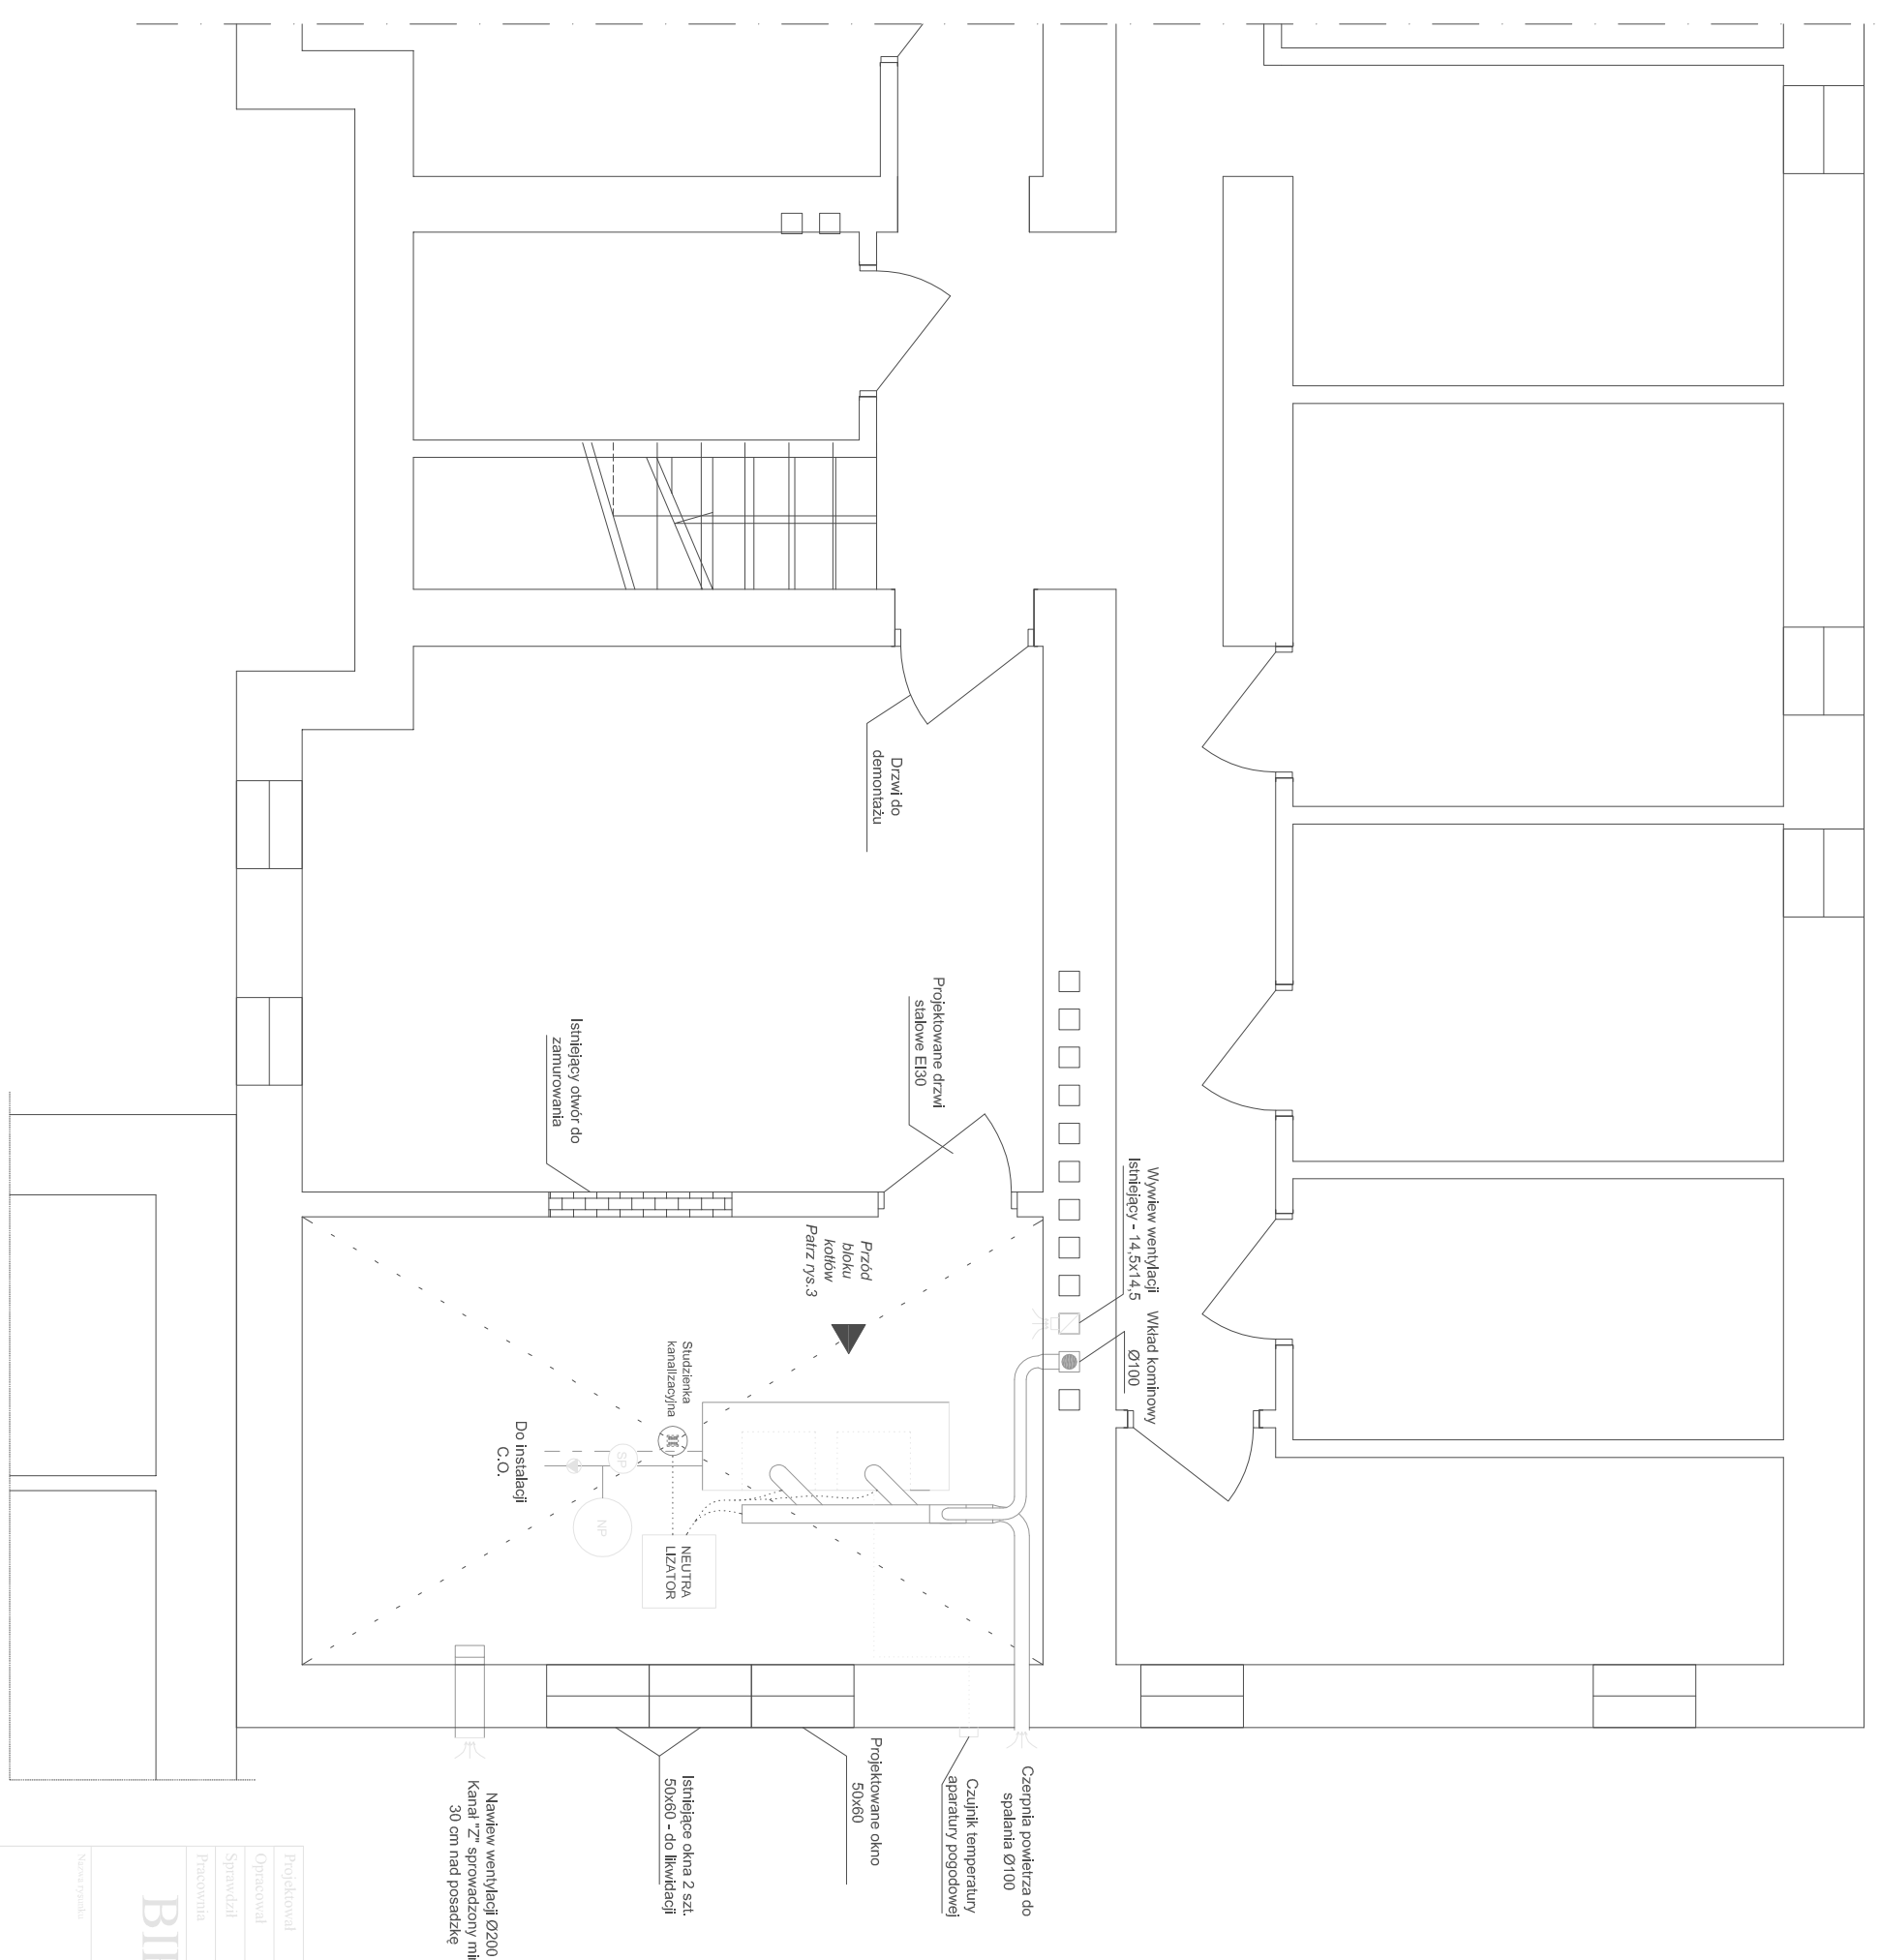 Drzwi do
demontażu
Projektowane drzwi
stalowe EI30
Istniejący otwór do
zamurowania
Wywiew wentylacji
Istniejący - 14,5x14,5
Wkład kominowy
Ø100
Przód
bloku
kotłów
Patrz rys.3
Studzienka
kanalizacyjna
Do instalacji
C.O.
SP
NP
NEUTRA
LIZATOR
Czerpnia powietrza do
spalania Ø100
Czujnik temperatury
aparatury pogodowej
Projektowane okno
50x60
Istniejące okna 2 szt.
50x60 - do likwidacji
Nawiew wentylacji Ø200
Kanał "Z" sprowadzony
30 cm nad posadzkę
Projektował
Opracował
Sprawdził
Pracownia
Nazwa rysunku